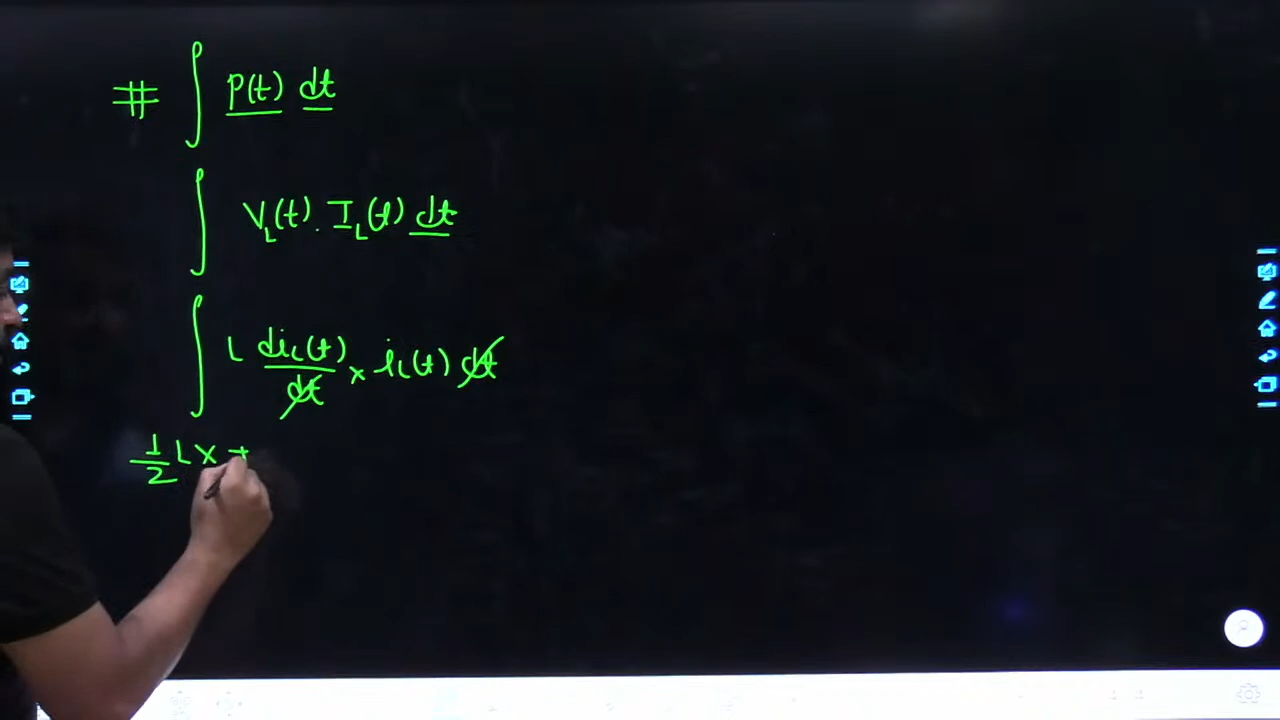 # ∫ p(t) dt
∫ V_L(t) . I_L(t) dt
∫ L di_L(t)/dt × i_L(t) dt
1/2 L ×